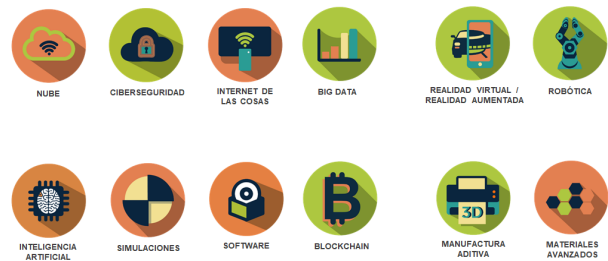 NUBE
CIBERSEGURIDAD
INTERNET DE
LAS COSAS
BIG DATA
REALIDAD VIRTUAL /
REALIDAD AUMENTADA
ROBÓTICA
INTELIGENCIA
ARTIFICIAL
SIMULACIONES
SOFTWARE
BLOCKCHAIN
3D
MANUFACTURA
ADITIVA
MATERIALES
AVANZADOS